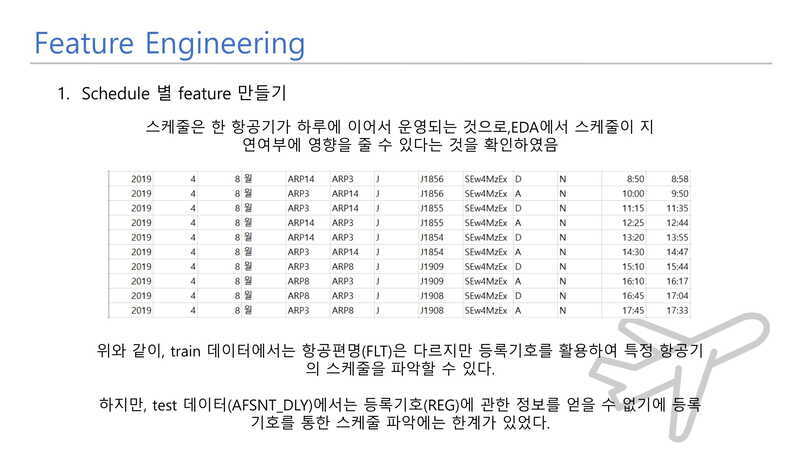 Feature Engineering
1. Schedule 별 feature 만들기
스케줄은 한 항공기가 하루에 이어서 운영되는 것으로,EDA에서 스케줄이 지
연여부에 영향을 줄 수 있다는 것을 확인하였음
2019 4 8 월 ARP14 ARP3 J J1856 SEw4MzEx D N 8:50 8:58
2019 4 8 월 ARP3 ARP14 J J1856 SEw4MzEx A N 10:00 9:50
2019 4 8 월 ARP3 ARP14 J J1855 SEw4MzEx D N 11:15 11:35
2019 4 8 월 ARP14 ARP3 J J1855 SEw4MzEx A N 12:25 12:44
2019 4 8 월 ARP14 ARP3 J J1854 SEw4MzEx D N 13:20 13:55
2019 4 8 월 ARP3 ARP14 J J1854 SEw4MzEx A N 14:30 14:47
2019 4 8 월 ARP3 ARP8 J J1909 SEw4MzEx D N 15:10 15:44
2019 4 8 월 ARP8 ARP3 J J1909 SEw4MzEx A N 16:10 16:17
2019 4 8 월 ARP8 ARP3 J J1908 SEw4MzEx D N 16:45 17:04
2019 4 8 월 ARP3 ARP8 J J1908 SEw4MzEx A N 17:45 17:33
위와 같이, train 데이터에서는 항공편명(FLT)은 다르지만 등록기호를 활용하여 특정 항공기
의 스케줄을 파악할 수 있다.
하지만, test 데이터(AFSNT_DLY)에서는 등록기호(REG)에 관한 정보를 얻을 수 없기에 등록
기호를 통한 스케줄 파악에는 한계가 있었다.